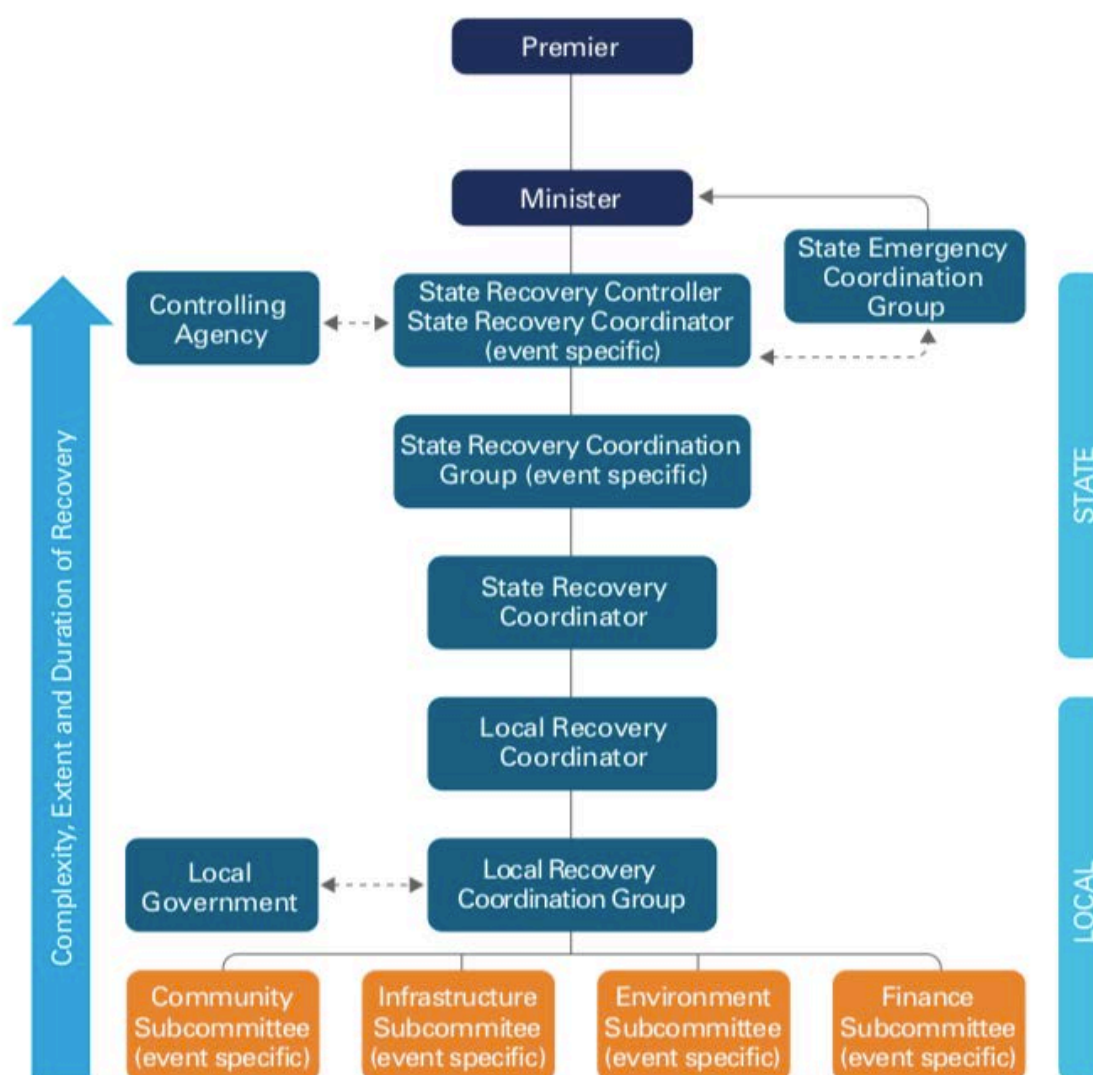 Premier
Minister
State Emergency
Coordination
Group
Controlling
Agency
State Recovery Controller
State Recovery Coordinator
(event specific)
State Recovery Coordination
Group (event specific)
State Recovery
Coordinator
Local Recovery
Coordinator
Local
Government
Local Recovery
Coordination Group
Community
Subcommittee
(event specific)
Infrastructure
Subcommitee
(event specific)
Environment
Subcommittee
(event specific)
Finance
Subcommittee
(event specific)
Complexity, Extent and Duration of Recovery
STATE
LOCAL